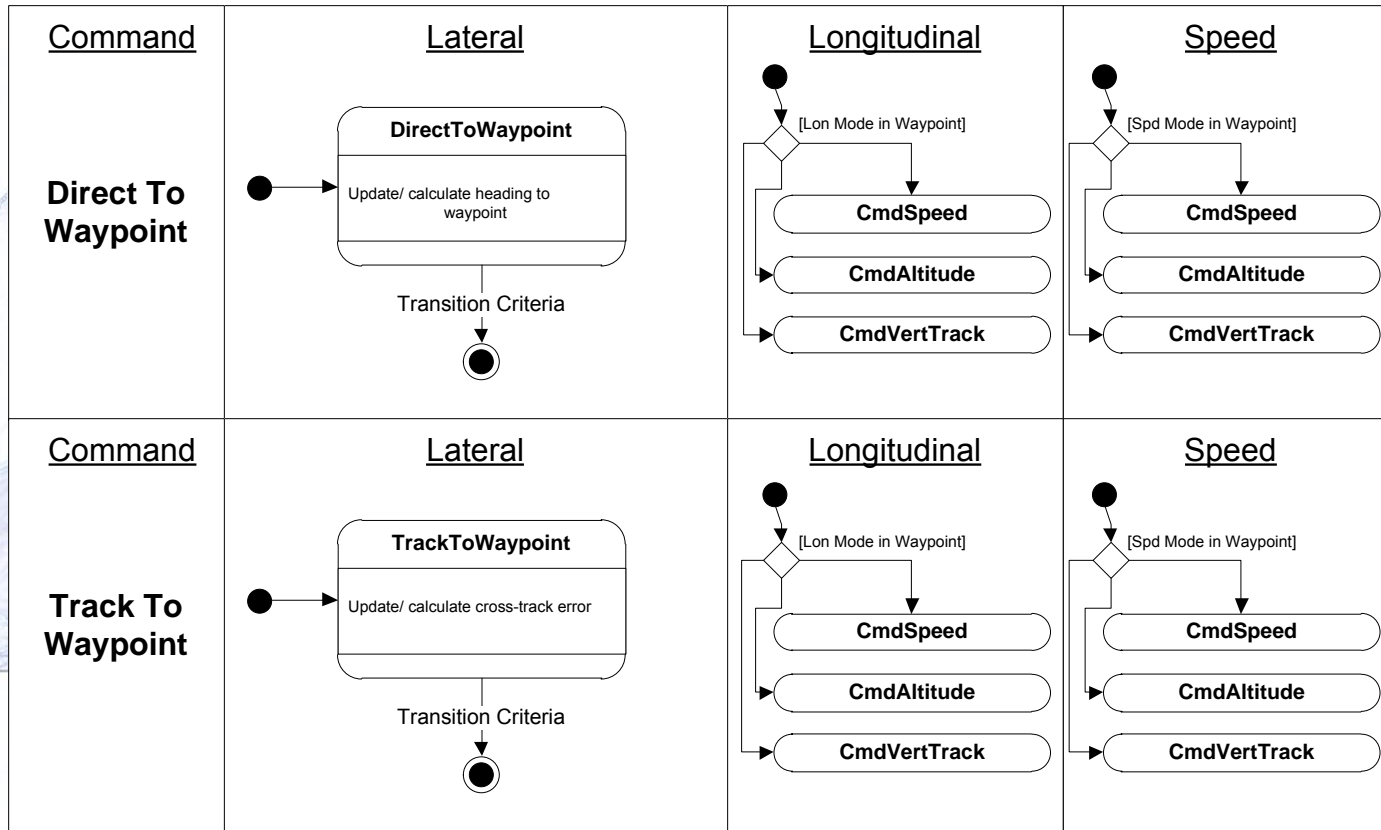 Command
Lateral
Longitudinal
Speed
Direct To
Waypoint
DirectToWaypoint
Update/ calculate heading to
waypoint
Transition Criteria
[Lon Mode in Waypoint]
CmdSpeed
CmdAltitude
CmdVertTrack
[Spd Mode in Waypoint]
CmdSpeed
CmdAltitude
CmdVertTrack
Command
Lateral
Longitudinal
Speed
Track To
Waypoint
TrackToWaypoint
Update/ calculate cross-track error
Transition Criteria
[Lon Mode in Waypoint]
CmdSpeed
CmdAltitude
CmdVertTrack
[Spd Mode in Waypoint]
CmdSpeed
CmdAltitude
CmdVertTrack